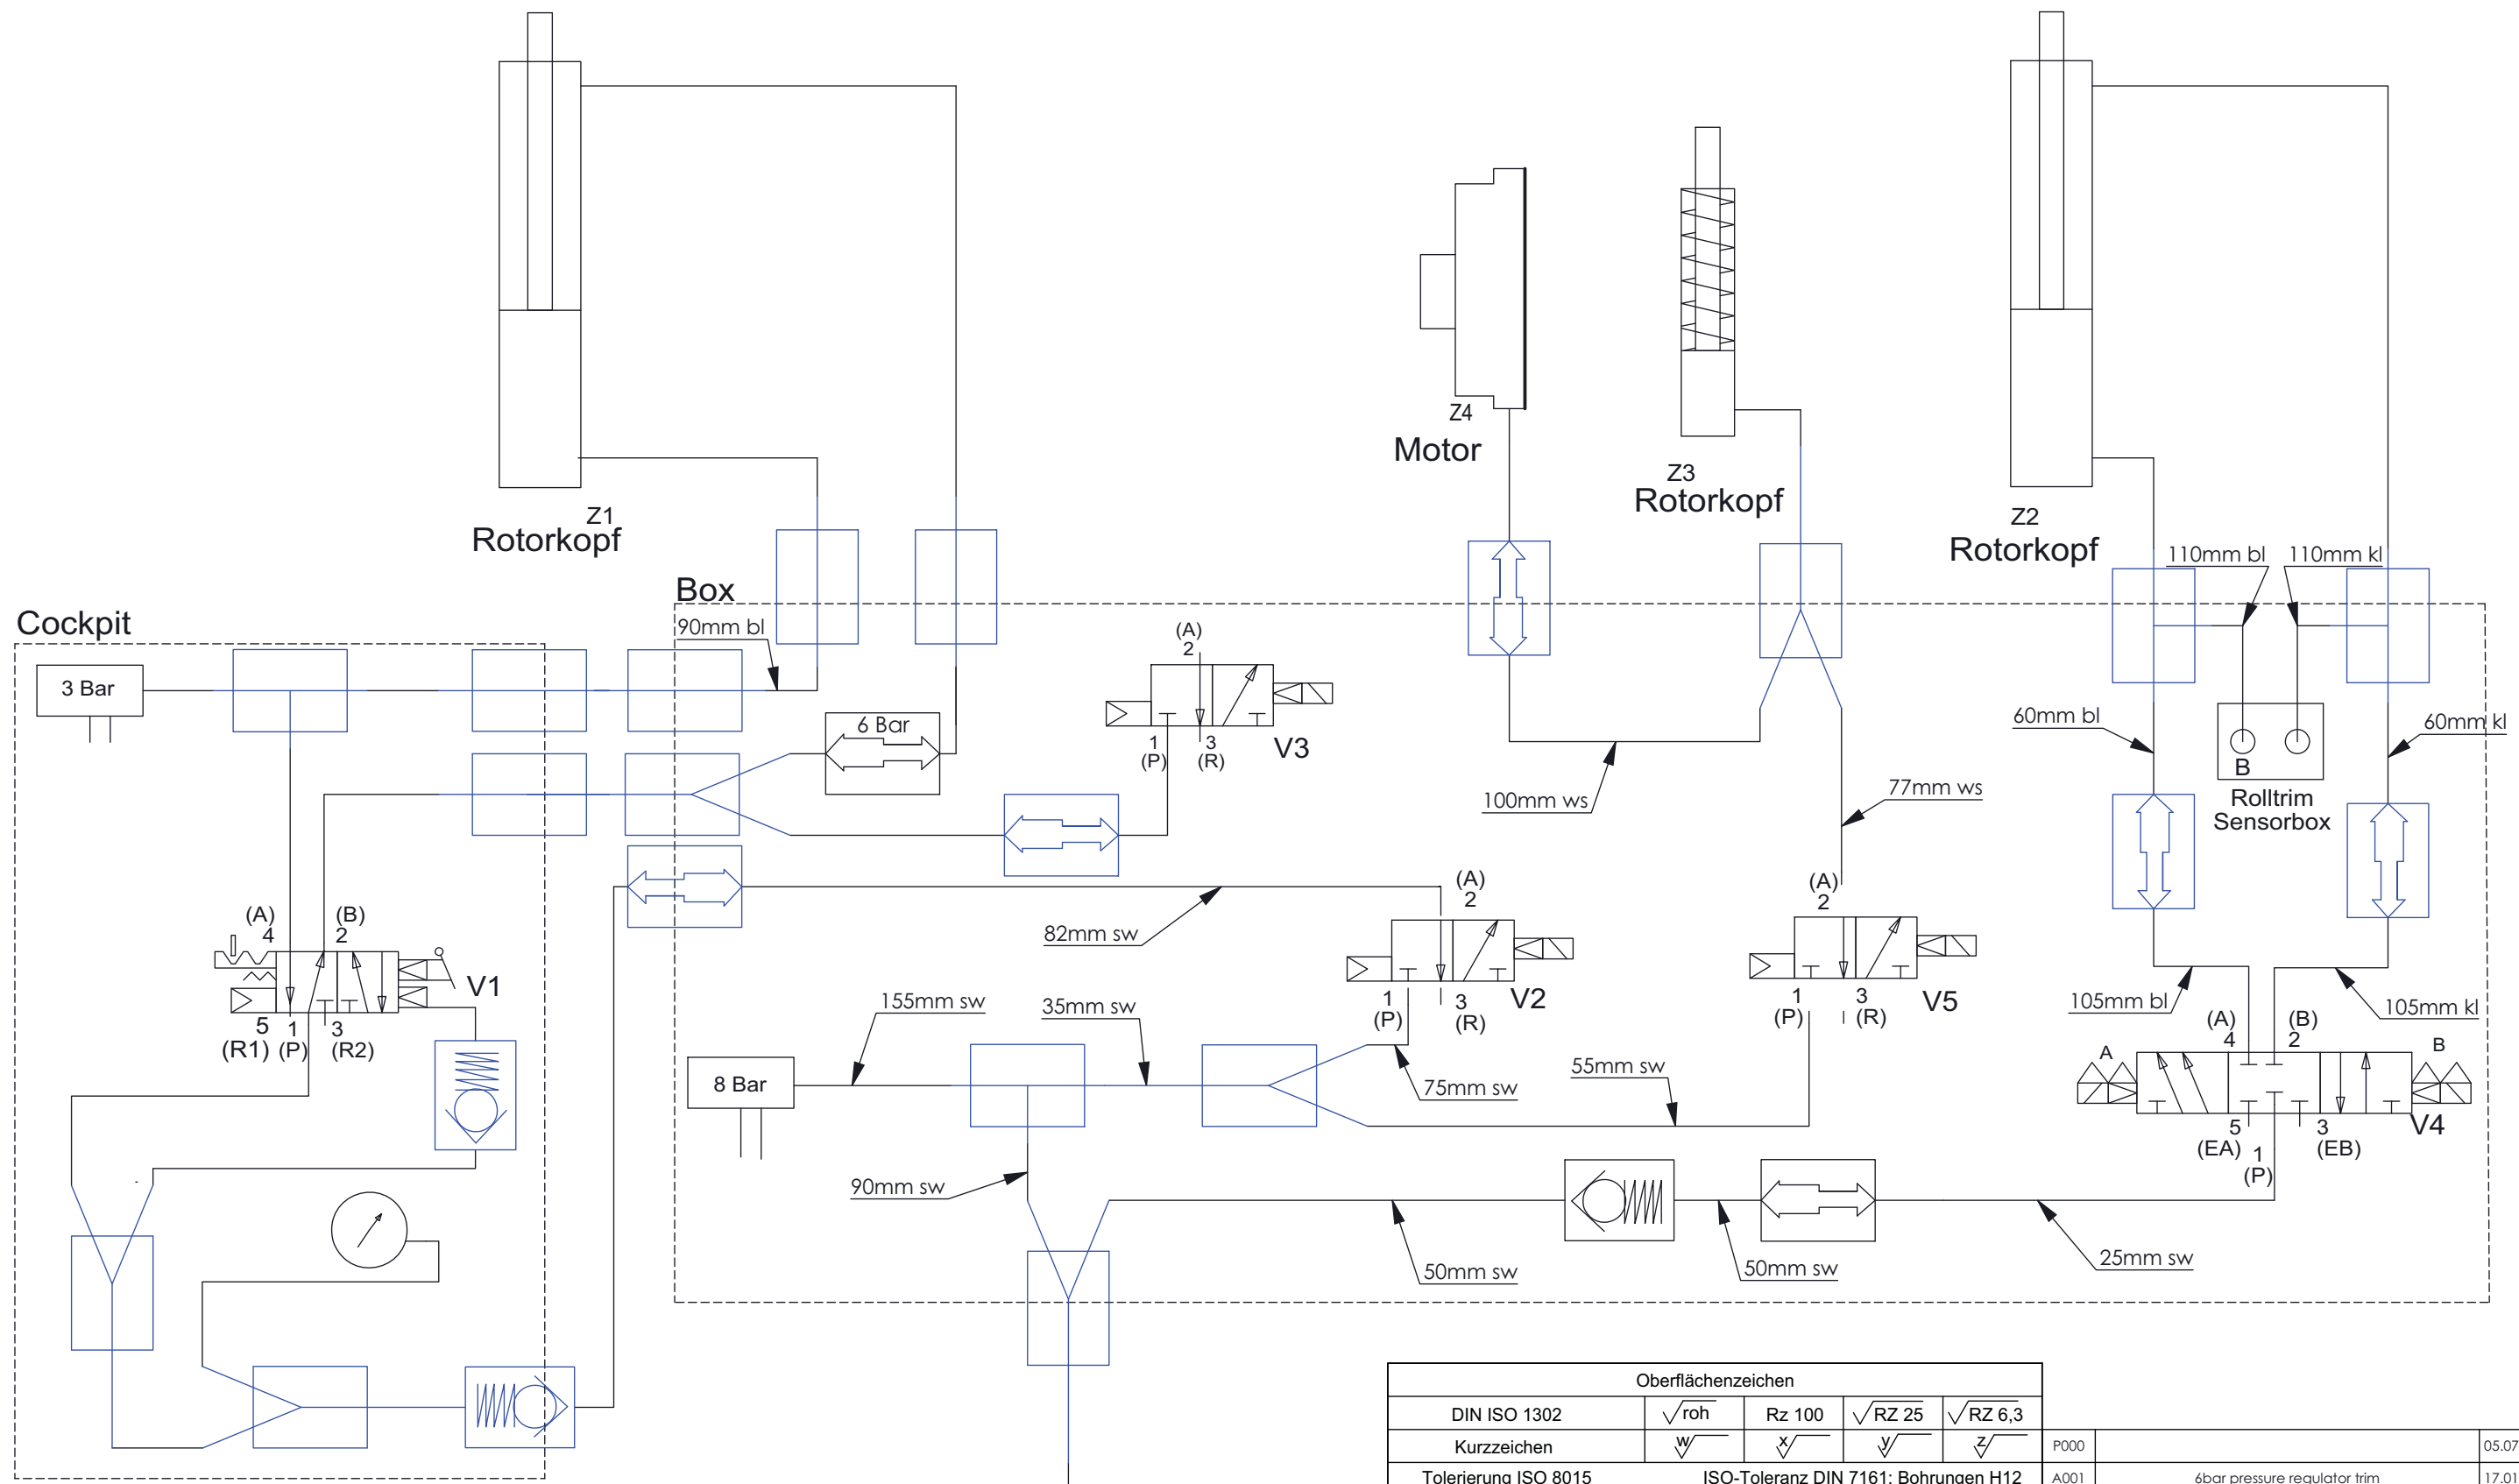 Z1
Rotorkopf
Z4
Motor
Z3
Rotorkopf
Z2
Rotorkopf
110mm bl
110mm kl
Cockpit
Box
90mm bl
3 Bar
6 Bar
(A)
2
1
(P)
3
(R)
V3
60mm bl
60mm kl
B
Rolltrim
Sensorbox
100mm ws
77mm ws
(A)
4
(B)
2
V1
5
(R1)
1
(P)
3
(R2)
82mm sw
(A)
2
1
(P)
3
(R)
V2
(A)
2
1
(P)
3
(R)
V5
155mm sw
35mm sw
8 Bar
75mm sw
55mm sw
105mm bl
105mm kl
(A)
4
(B)
2
A
B
5
(EA)
1
(P)
3
(EB)
V4
90mm sw
50mm sw
50mm sw
25mm sw
Oberflächenzeichen
DIN ISO 1302 roh Rz 100 RZ 25 RZ 6,3
Kurzzeichen w x y z
P000 05.07
Tolerierung ISO 8015 ISO-Toleranz DIN 7161: Bohrungen H12
A001 6bar pressure regulator trim 17.01